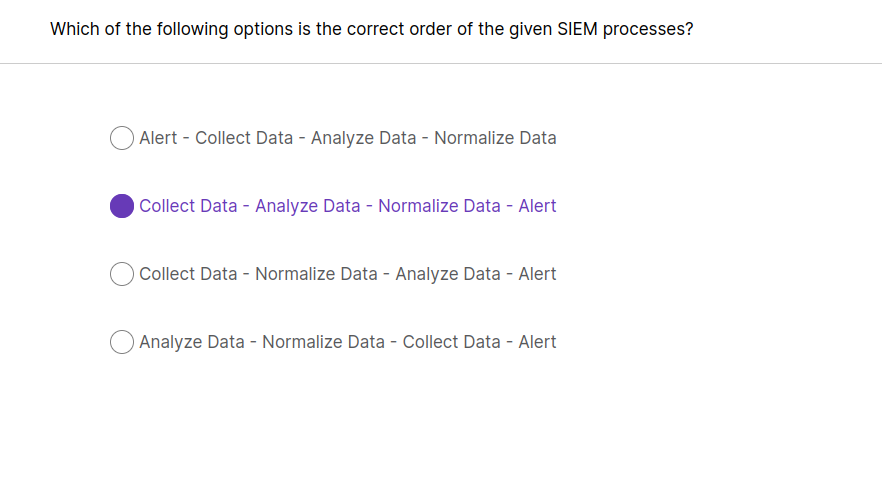 Which of the following options is the correct order of the given SIEM processes?
Alert - Collect Data - Analyze Data - Normalize Data
Collect Data - Analyze Data - Normalize Data - Alert
Collect Data - Normalize Data - Analyze Data - Alert
Analyze Data - Normalize Data - Collect Data - Alert